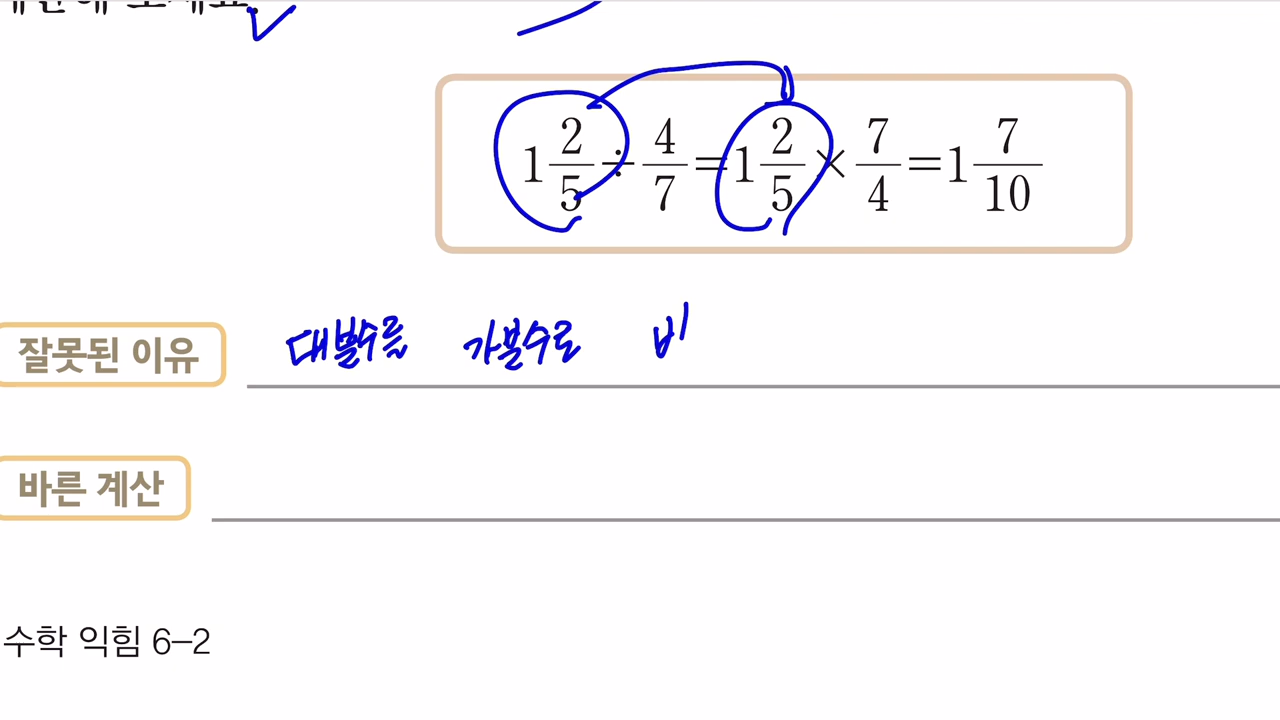 1 2/5 ÷ 4/7 = 1 2/5 × 7/4 = 1 7/10
잘못된 이유 대분수를 가분수로 비
바른 계산
수학 익힘 6-2